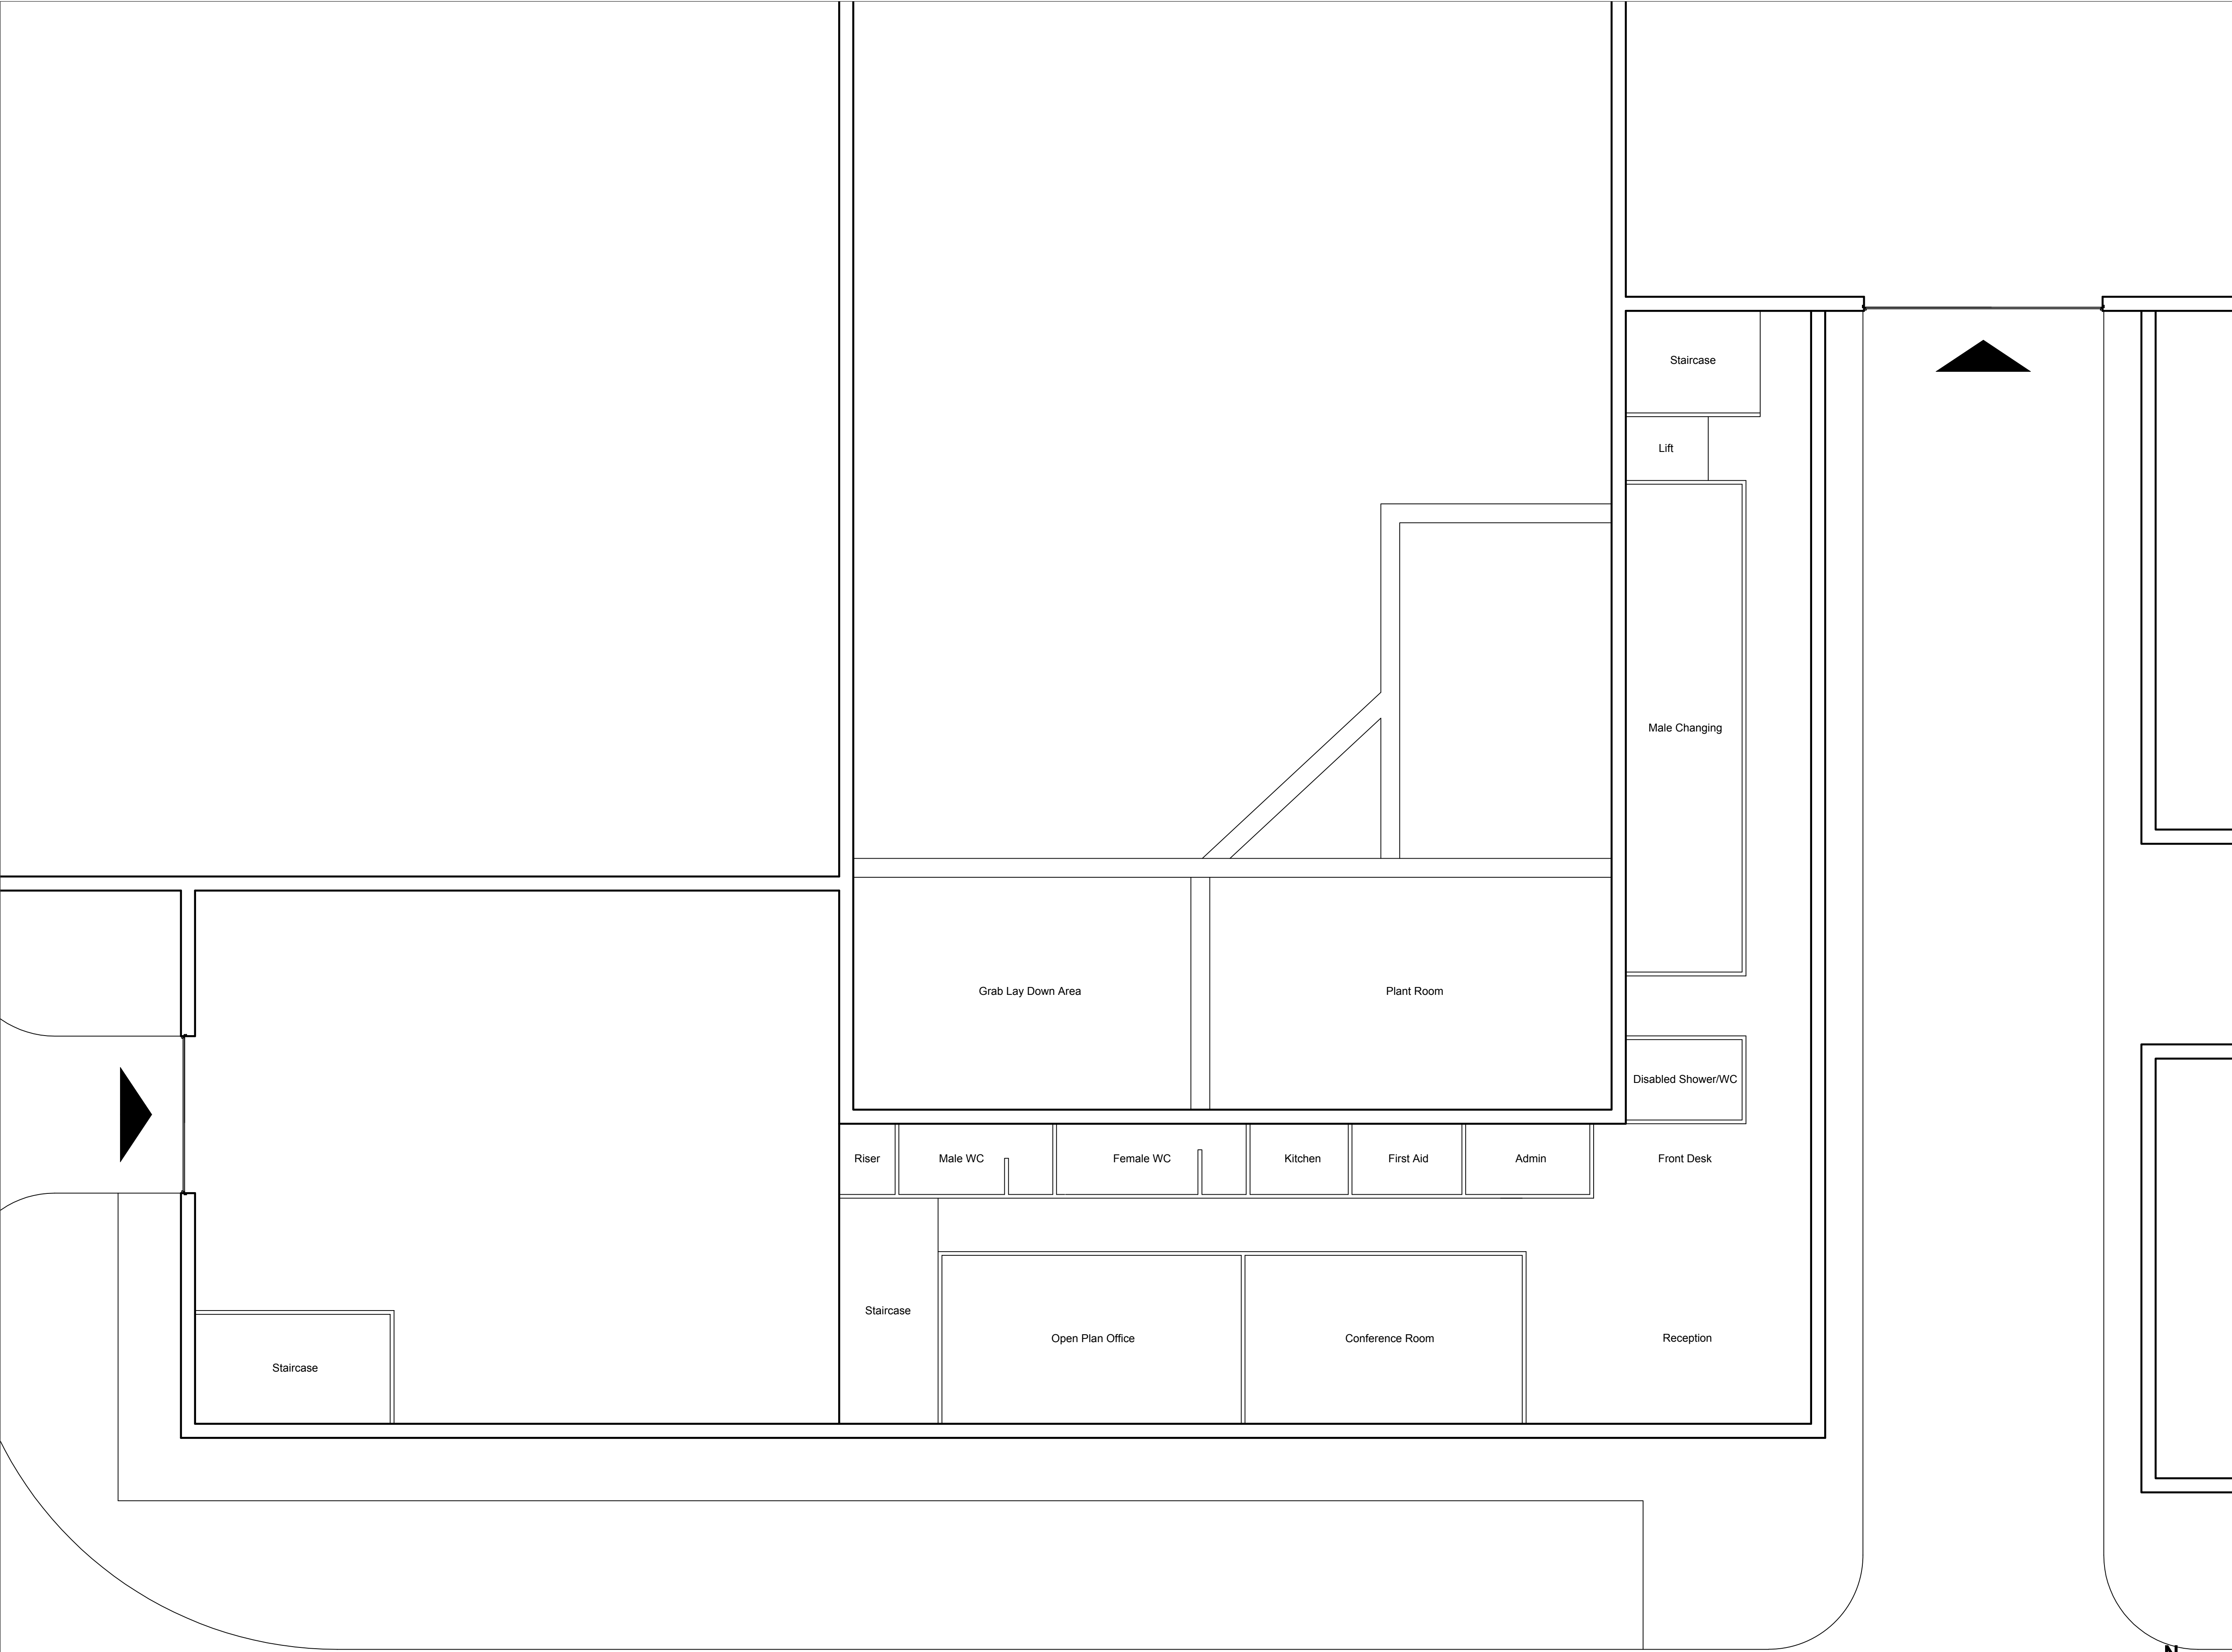 Staircase
Lift
Male Changing
Grab Lay Down Area
Plant Room
Disabled Shower/WC
Riser
Male WC
Female WC
Kitchen
First Aid
Admin
Front Desk
Staircase
Open Plan Office
Conference Room
Reception
Staircase